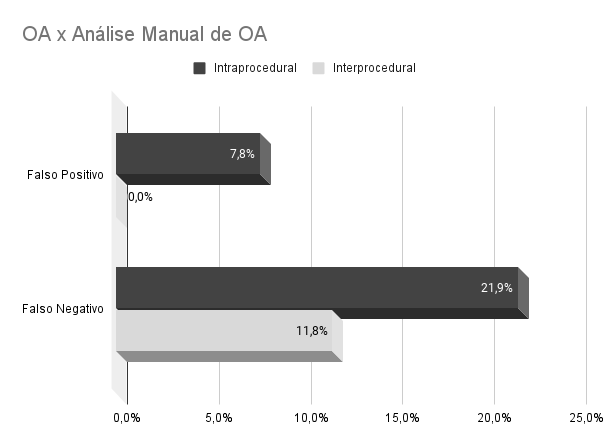 OA x Análise Manual de OA
Intraprocedural Interprocedural
Falso Positivo
7,8%
0,0%
Falso Negativo
21,9%
11,8%
0,0% 5,0% 10,0% 15,0% 20,0% 25,0%